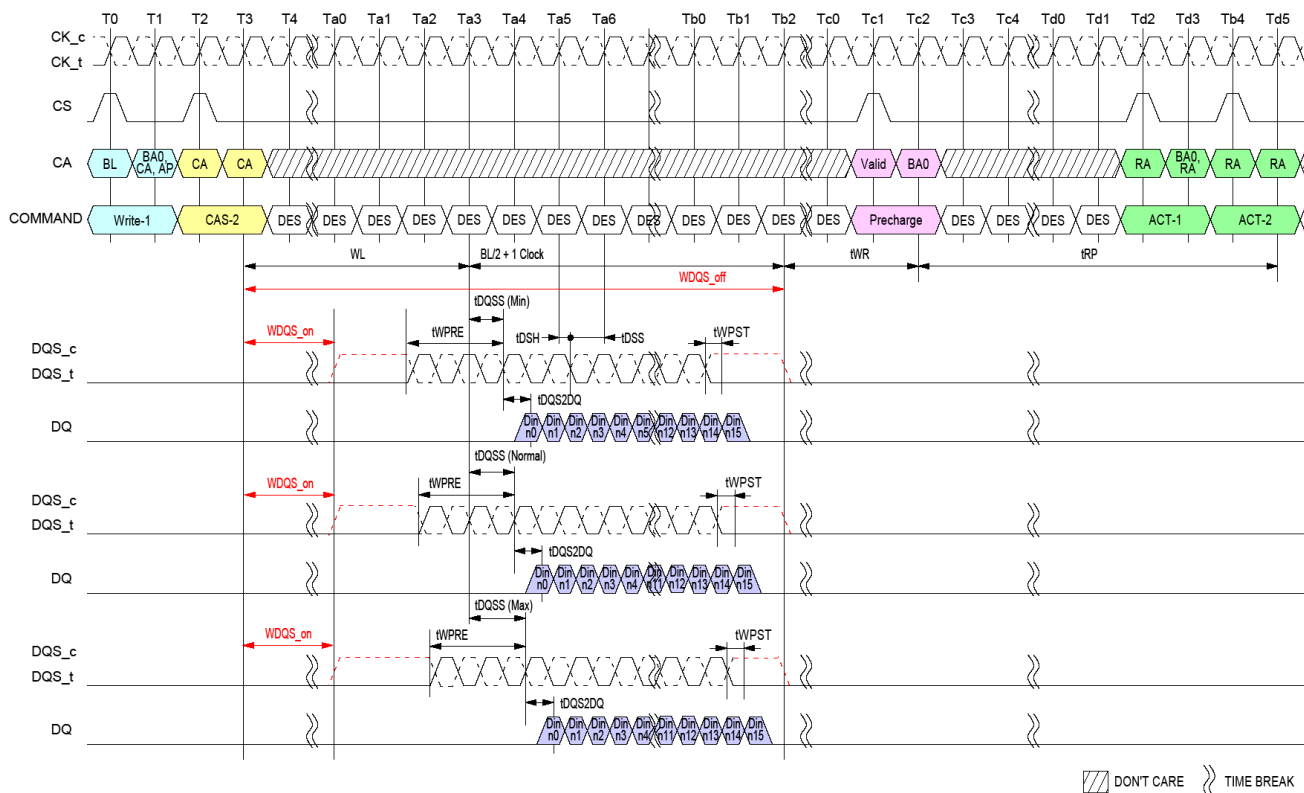 T0 T1 T2 T3 T4 Ta0 Ta1 Ta2 Ta3 Ta4 Ta5 Ta6 Tb0 Tb1 Tb2 Tc0 Tc1 Tc2 Tc3 Tc4 Td0 Td1 Td2 Td3 Tb4 Td5
CK_c
CK_t
CS
CA BL BA0, CA, AP CA CA Valid BA0 RA BA0, RA RA RA
COMMAND Write-1 CAS-2 DES DES DES DES DES DES DES DES DES DES DES DES DES Precharge DES DES DES DES ACT-1 ACT-2
WL BL/2 + 1 Clock tWR tRP
WDQS_off
tDQSS (Min)
WDQS_on tWPRE tDSH tDSS tWPST
DQS_c
DQS_t
tDQS2DQ
DQ Din n0 Din n1 Din n2 Din n3 Din n4 Din n5 Din n12 Din n13 Din n14 Din n15
tDQSS (Normal)
WDQS_on tWPRE tWPST
DQS_c
DQS_t
tDQS2DQ
DQ Din n0 Din n1 Din n2 Din n3 Din n4 Din n11 Din n12 Din n13 Din n14 Din n15
tDQSS (Max)
WDQS_on tWPRE tWPST
DQS_c
DQS_t
tDQS2DQ
DQ Din n0 Din n1 Din n2 Din n3 Din n4 Din n11 Din n12 Din n13 Din n14 Din n15
DON'T CARE TIME BREAK